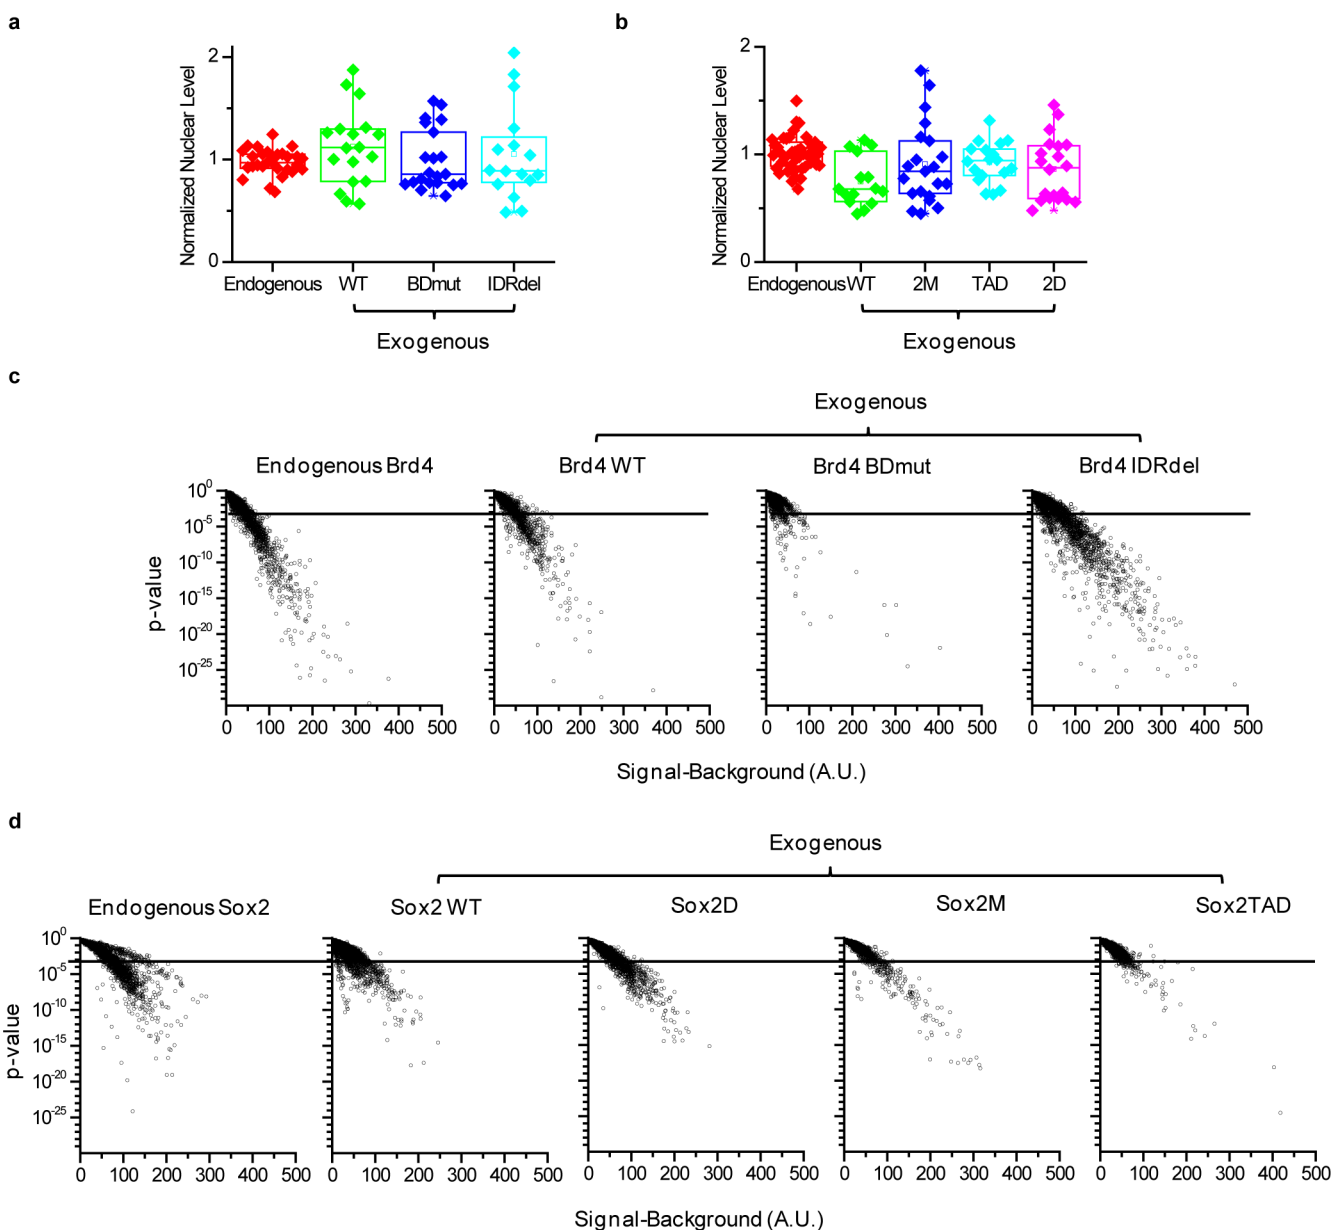 a
b
Normalized Nuclear Level
2
1
0
Endogenous WT BDmut IDRdel
Exogenous
Normalized Nuclear Level
2
1
0
Endogenous WT 2M TAD 2D
Exogenous
c
Exogenous
Endogenous Brd4 Brd4 WT Brd4 BDmut Brd4 IDRdel
p-value
10^0
10^-5
10^-10
10^-15
10^-20
10^-25
0 100 200 300 400 500 0 100 200 300 400 500 0 100 200 300 400 500 0 100 200 300 400 500
Signal-Background (A.U.)
d
Exogenous
Endogenous Sox2 Sox2 WT Sox2D Sox2M Sox2TAD
p-value
10^0
10^-5
10^-10
10^-15
10^-20
10^-25
0 100 200 300 400 500 0 100 200 300 400 500 0 100 200 300 400 500 0 100 200 300 400 500 0 100 200 300 400 500
Signal-Background (A.U.)